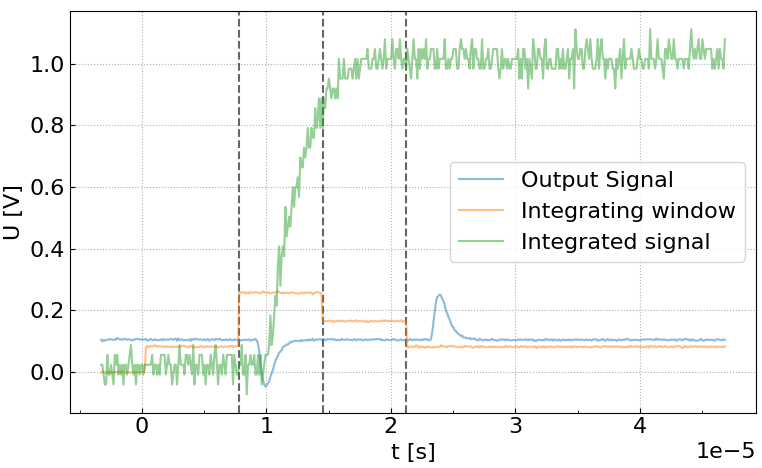 U [V]
1.0
0.8
0.6
0.4
0.2
0.0
Output Signal
Integrating window
Integrated signal
0 1 2 3 4
t [s]
1e−5